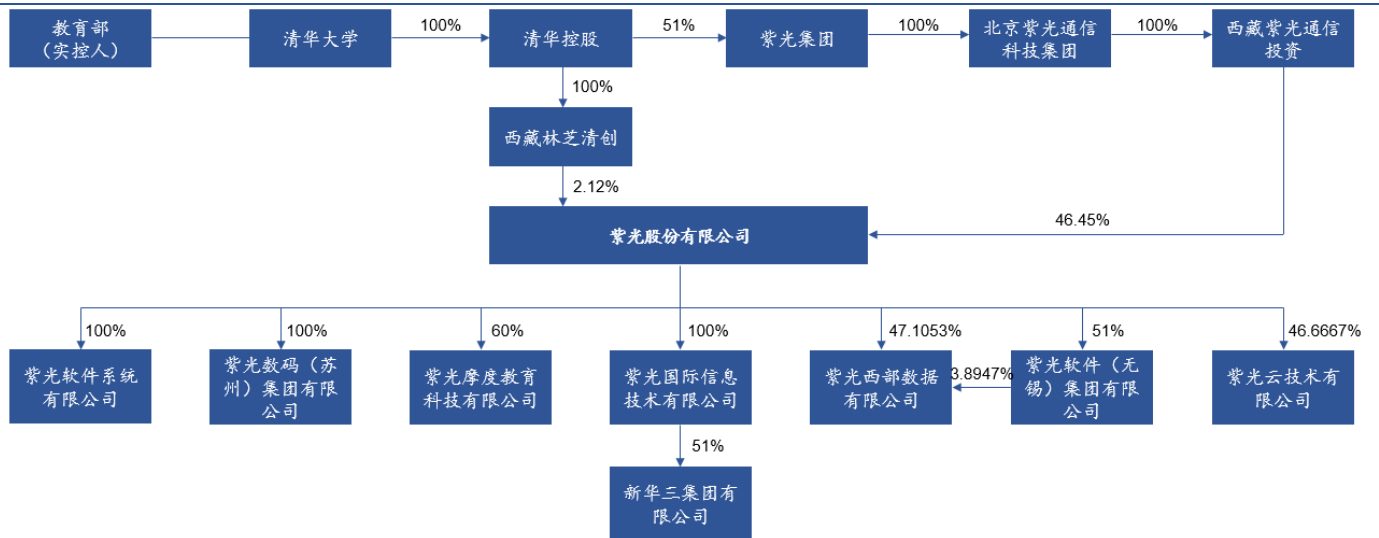 教育部
（实控人）
清华大学
100%
清华控股
51%
紫光集团
100%
北京紫光通信
科技集团
100%
西藏紫光通信
投资
100%
西藏林芝清创
2.12%
46.45%
紫光股份有限公司
100%
100%
60%
100%
47.1053%
51%
46.6667%
紫光软件系统
有限公司
紫光数码（苏
州）集团有限
公司
紫光摩度教育
科技有限公司
紫光国际信息
技术有限公司
紫光西部数据
有限公司
3.8947%
紫光软件（无
锡）集团有限
公司
紫光云技术有
限公司
51%
新华三集团有
限公司